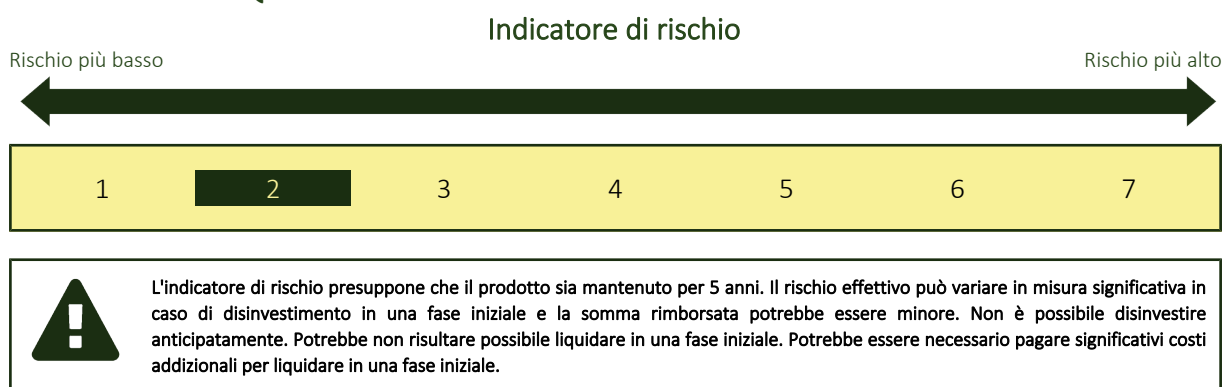 Indicatore di rischio
Rischio più basso
Rischio più alto
1 2 3 4 5 6 7
L'indicatore di rischio presuppone che il prodotto sia mantenuto per 5 anni. Il rischio effettivo può variare in misura significativa in
caso di disinvestimento in una fase iniziale e la somma rimborsata potrebbe essere minore. Non è possibile disinvestire
anticipatamente. Potrebbe non risultare possibile liquidare in una fase iniziale. Potrebbe essere necessario pagare significativi costi
addizionali per liquidare in una fase iniziale.